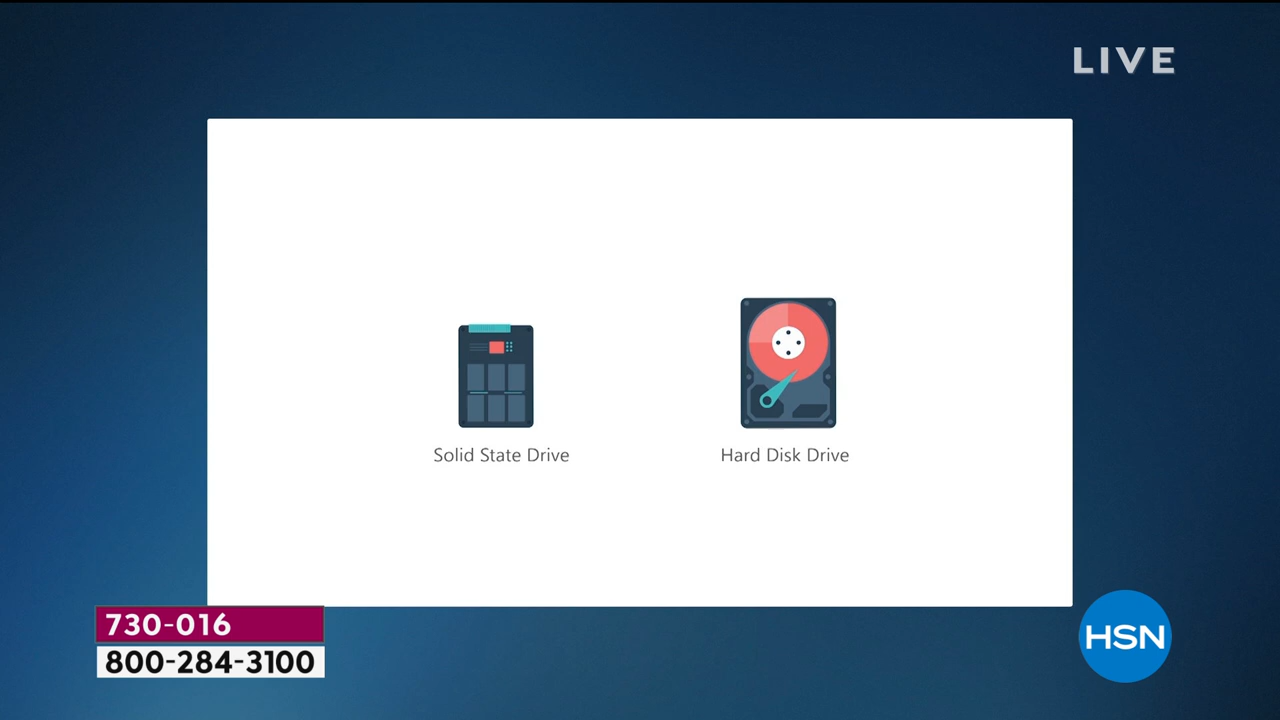 LIVE
Solid State Drive
Hard Disk Drive
730-016
800-284-3100
HSN